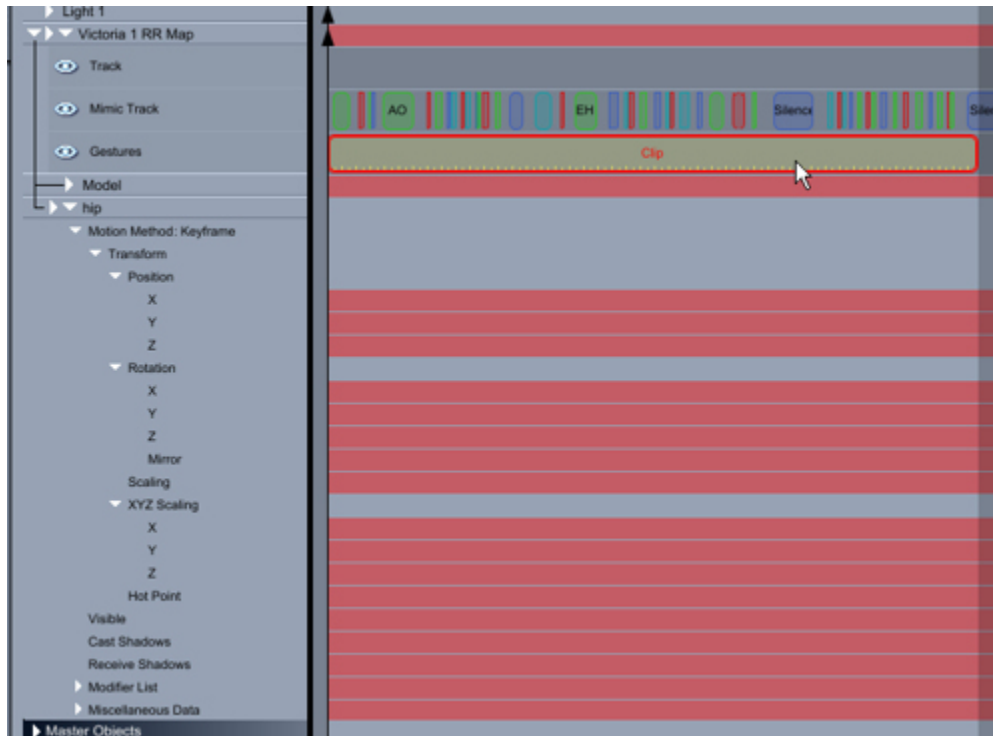 Light 1
Victoria 1 RR Map
Track
Mimic Track AO EH Silence
Gestures Clip
Model
hip
Motion Method: Keyframe
Transform
Position
X
Y
Z
Rotation
X
Y
Z
Mirror
Scaling
XYZ Scaling
X
Y
Z
Hot Point
Visible
Cast Shadows
Receive Shadows
Modifier List
Miscellaneous Data
Master Objects